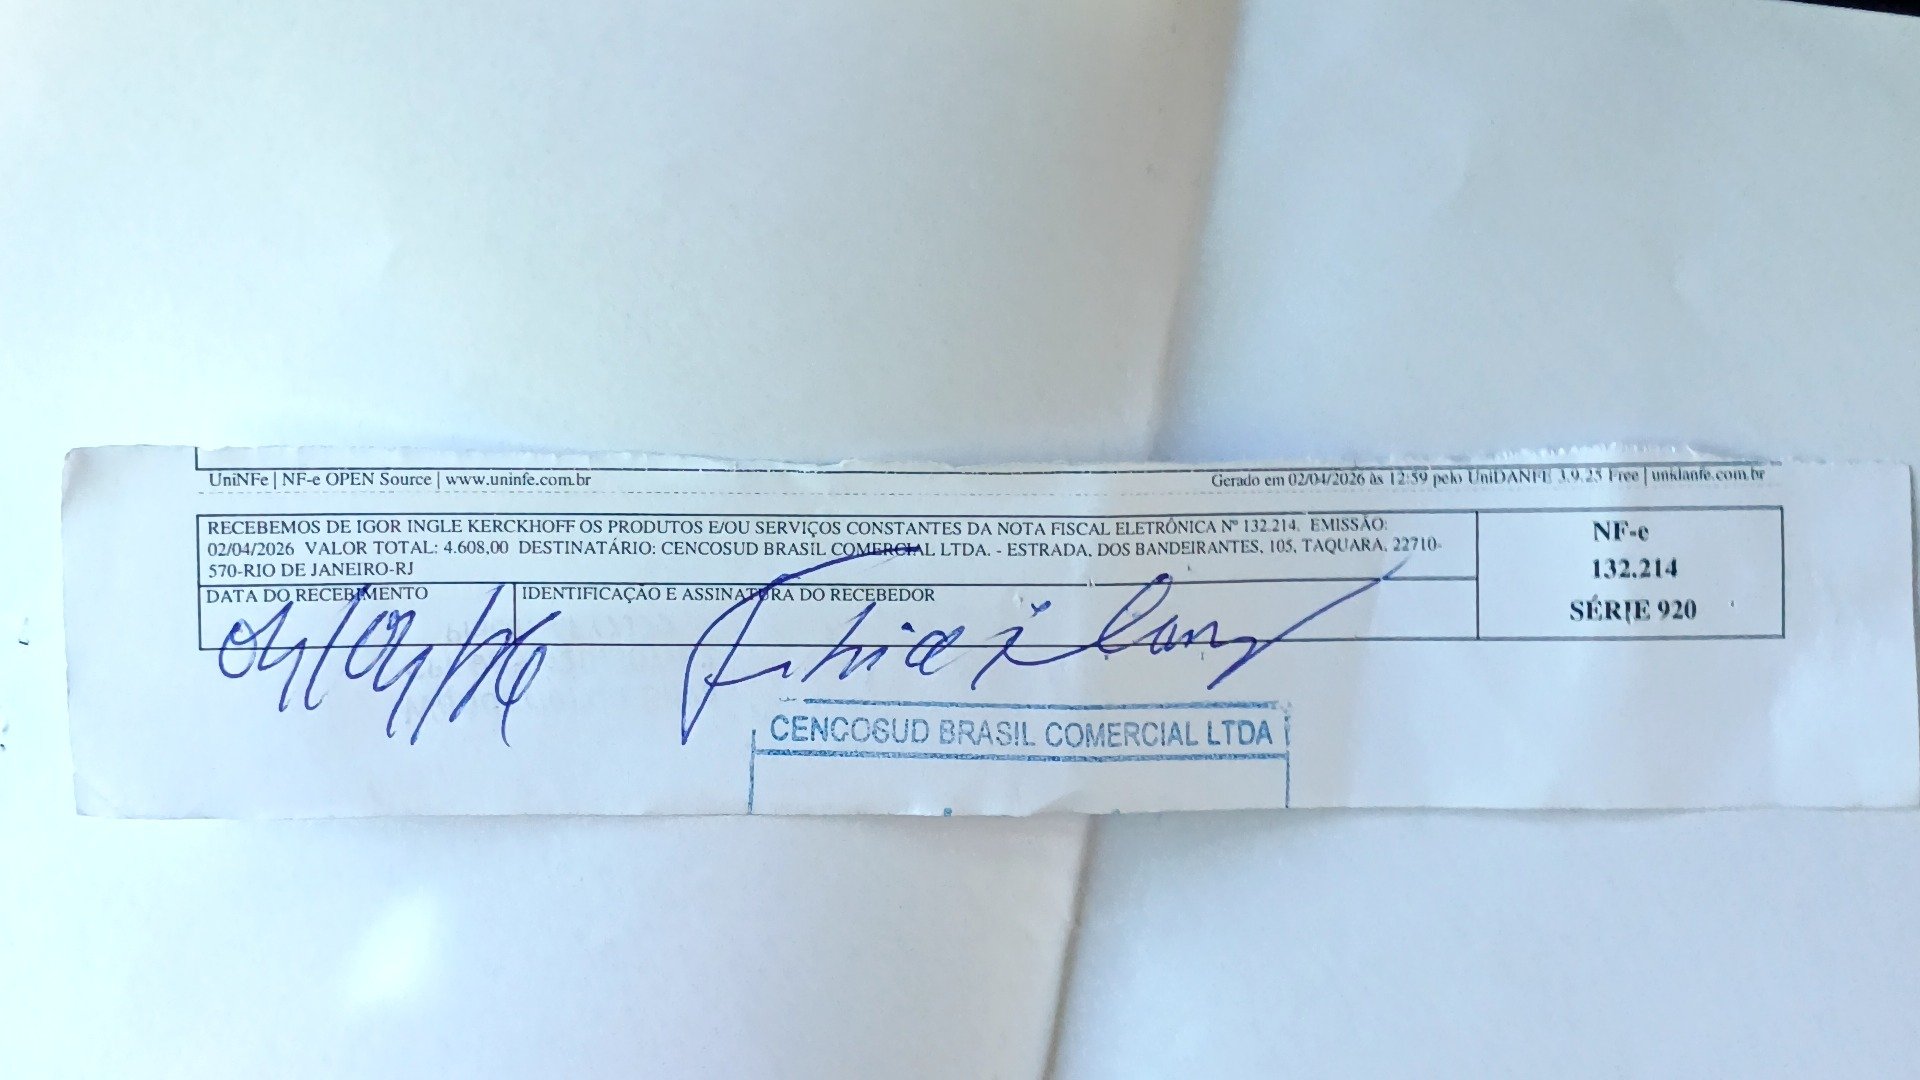 UniNFe | NF-e OPEN Source | www.uninfe.com.br
Gerado em 02/04/2026 às 12:59 pelo UniDANFE 3.9.25 Free | unidanfe.com.br
RECEBEMOS DE IGOR INGLE KERCKHOFF OS PRODUTOS E/OU SERVIÇOS CONSTANTES DA NOTA FISCAL ELETRÔNICA Nº 132.214. EMISSÃO:
02/04/2026 VALOR TOTAL: 4.608,00 DESTINATÁRIO: CENCOSUD BRASIL COMERCIAL LTDA. - ESTRADA. DOS BANDEIRANTES, 105, TAQUARA, 22710-
570-RIO DE JANEIRO-RJ
NF-e
132.214
SÉRIE 920
DATA DO RECEBIMENTO
IDENTIFICAÇÃO E ASSINATURA DO RECEBEDOR
04/04/26
CENCOSUD BRASIL COMERCIAL LTDA